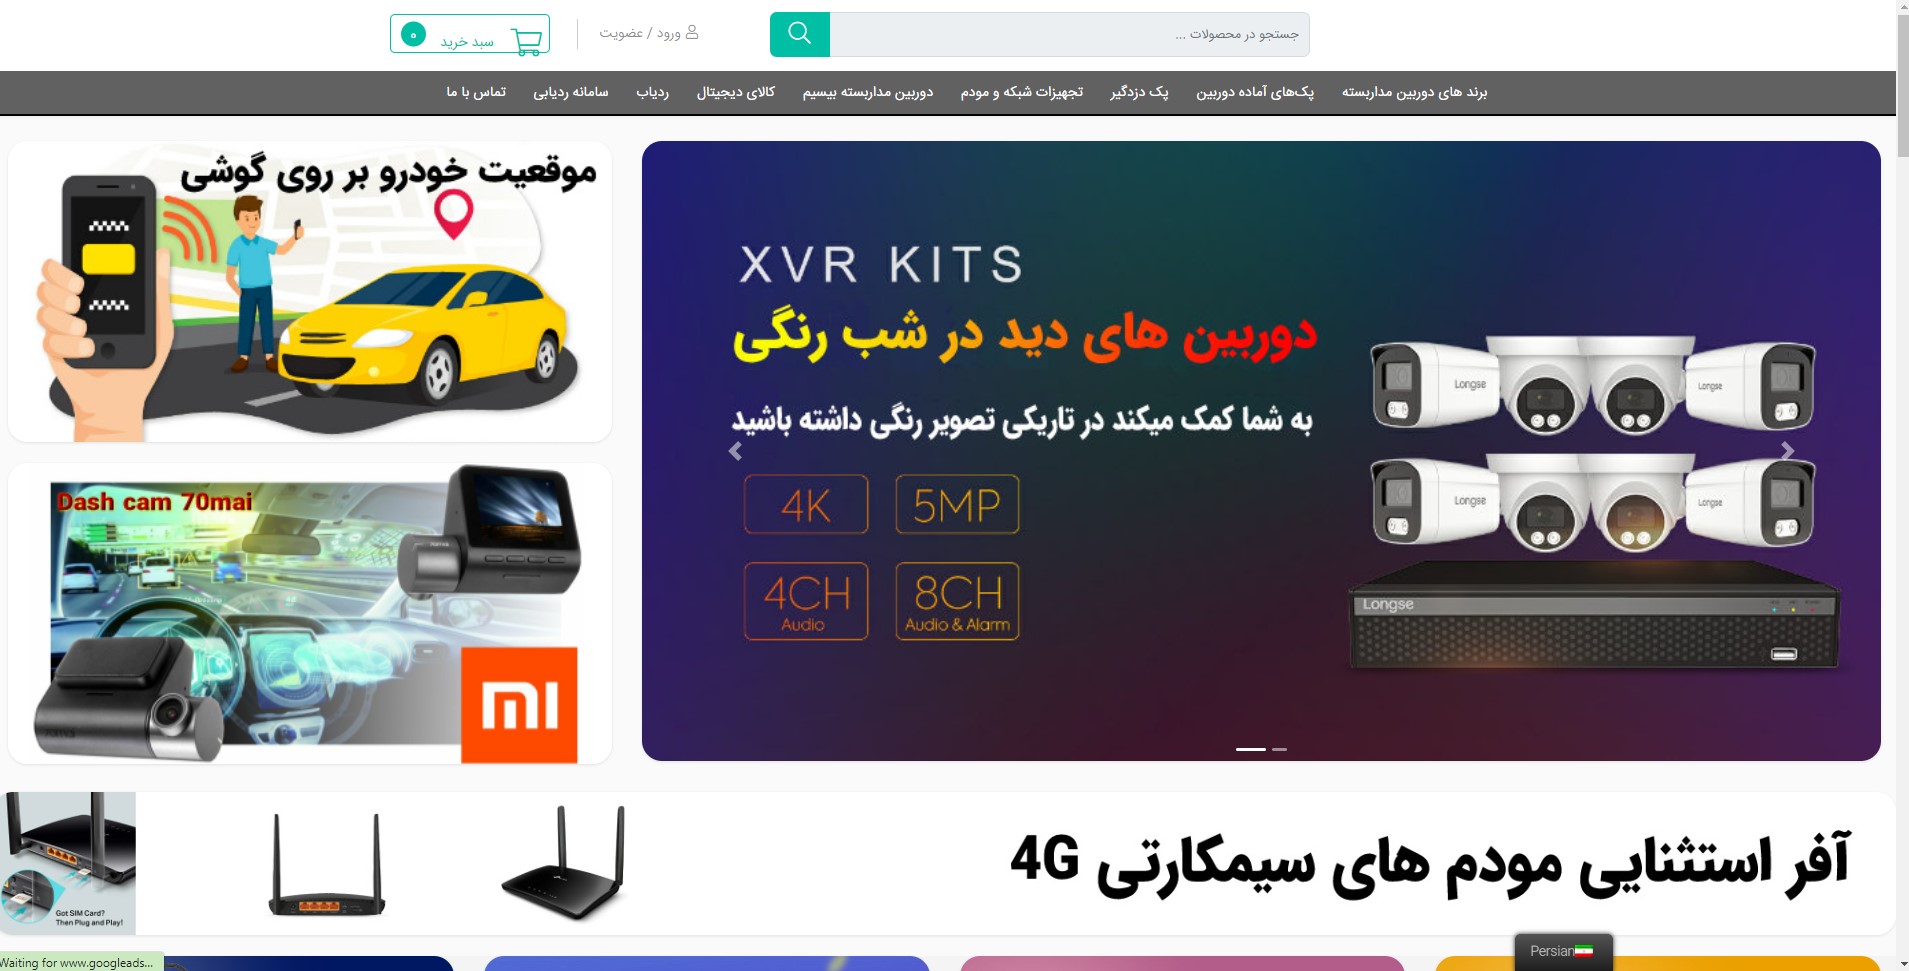 جستجو در محصولات ...
ورود / عضویت
سبد خرید
۰
برند های دوربین مداربسته
پک‌های آماده دوربین
پک دزدگیر
تجهیزات شبکه و مودم
دوربین مداربسته بیسیم
کالای دیجیتال
ردیاب
سامانه ردیابی
تماس با ما
XVR KITS
دوربین های دید در شب رنگی
به شما کمک میکند در تاریکی تصویر رنگی داشته باشید
4K
5MP
4CH
Audio
8CH
Audio & Alarm
Longse
Longse
Longse
Longse
Longse
موقعیت خودرو بر روی گوشی
Dash cam 70mai
70mai
mi
آفر استثنایی مودم های سیمکارتی 4G
Got SIM Card?
Then Plug and Play!
Persian
Waiting for www.googleads...